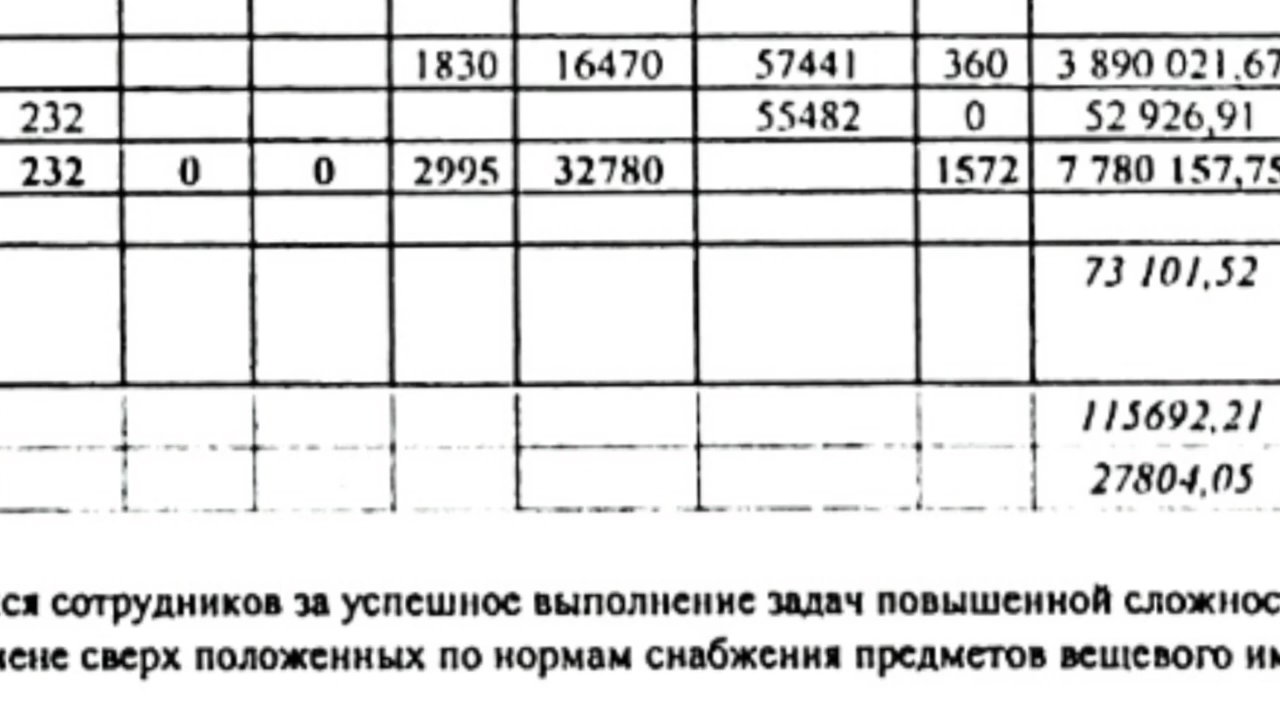 1830 16470 57441 360 3 890 021.67
232 55482 0 52 926,91
232 0 0 2995 32780 1572 7 780 157,75
73 101,52
115692,21
27804,05
ся сотрудников за успешное выполнение задач повышенной сложнос
ене сверх положенных по нормам снабжения предметов вещевого им